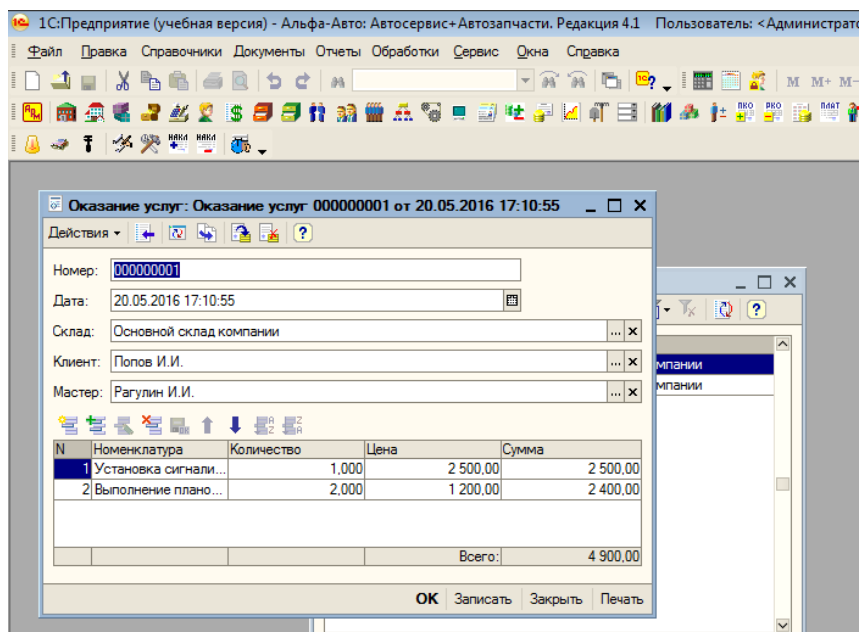 1С:Предприятие (учебная версия) - Альфа-Авто: Автосервис+Автозапчасти. Редакция 4.1 Пользователь: <Администрато
Файл Правка Справочники Документы Отчеты Обработки Сервис Окна Справка
M M+ M-
Оказание услуг: Оказание услуг 000000001 от 20.05.2016 17:10:55
Действия
Номер: 000000001
Дата: 20.05.2016 17:10:55
Склад: Основной склад компании
Клиент: Попов И.И.
мпании
Мастер: Рагулин И.И.
мпании
N Номенклатура Количество Цена Сумма
1 Установка сигнали... 1,000 2 500,00 2 500,00
2 Выполнение плано... 2,000 1 200,00 2 400,00
Всего: 4 900,00
OK Записать Закрыть Печать